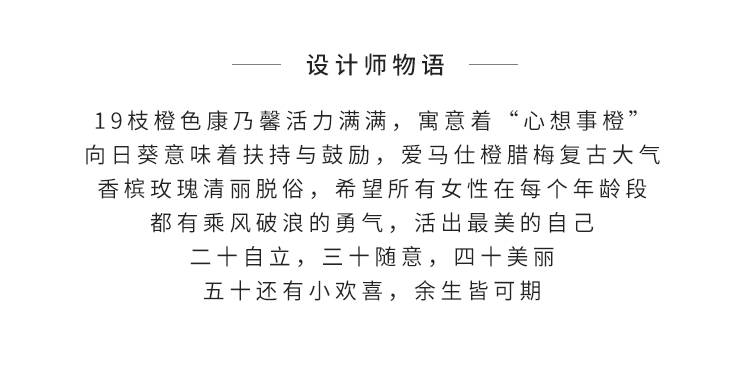 设计师物语
19枝橙色康乃馨活力满满，寓意着“心想事橙”
向日葵意味着扶持与鼓励，爱马仕橙腊梅复古大气
香槟玫瑰清丽脱俗，希望所有女性在每个年龄段
都有乘风破浪的勇气，活出最美的自己
二十自立，三十随意，四十美丽
五十还有小欢喜，余生皆可期